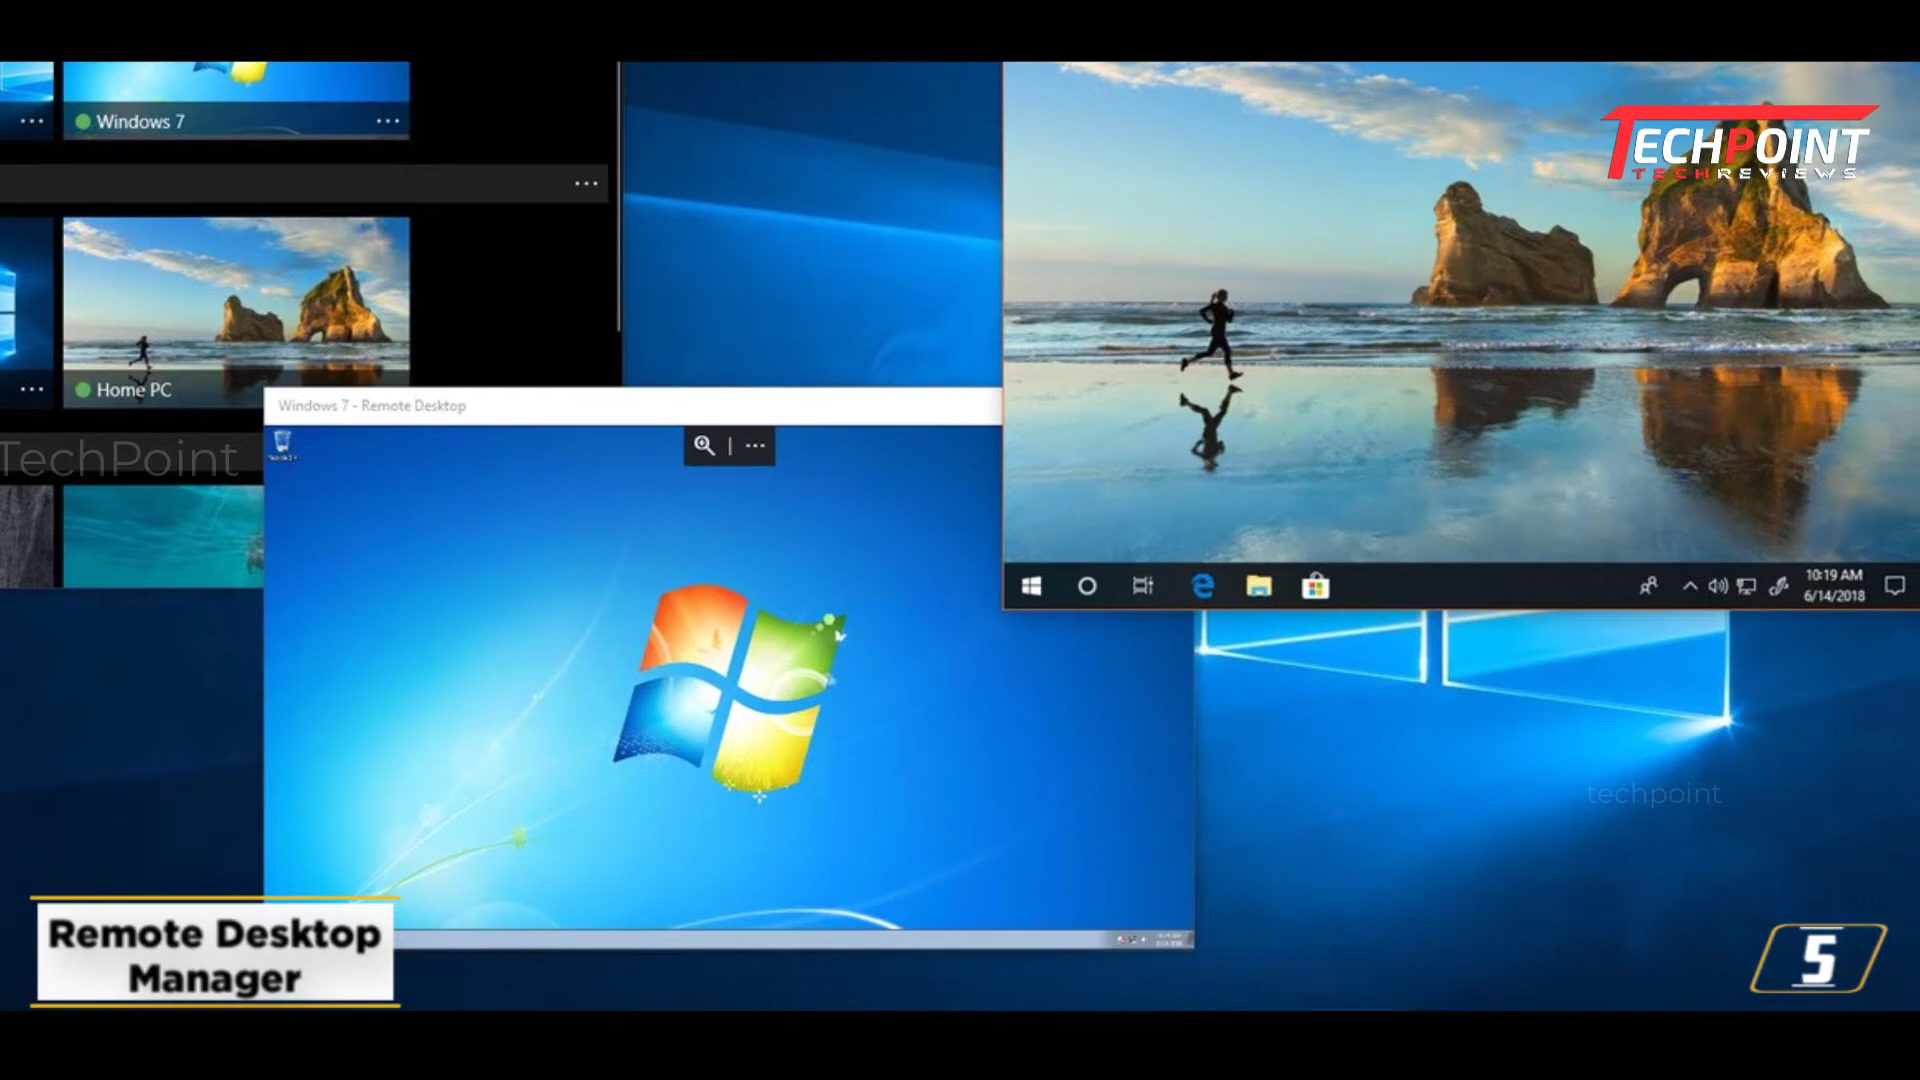 Windows 7
TECHPOINT
TECHREVIEWS
Home PC
Windows 7 - Remote Desktop
TechPoint
10:19 AM
6/14/2018
techpoint
Remote Desktop
Manager
5